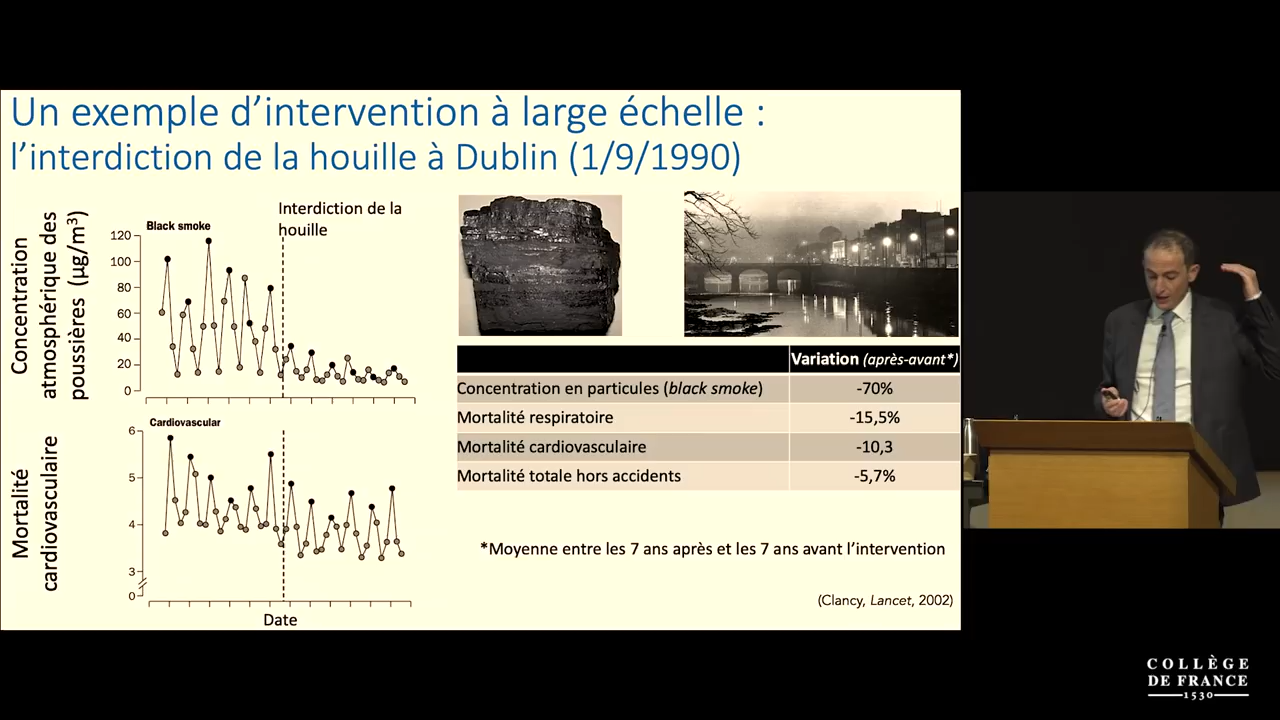 Un exemple d’intervention à large échelle :
l’interdiction de la houille à Dublin (1/9/1990)
Concentration
atmosphérique des
poussières (µg/m³)
Interdiction de la
houille
Black smoke
120
100
80
60
40
20
0
Mortalité
cardiovasculaire
Cardiovascular
6
5
4
3
0
Date
Variation (après-avant*)
Concentration en particules (black smoke) -70%
Mortalité respiratoire -15,5%
Mortalité cardiovasculaire -10,3
Mortalité totale hors accidents -5,7%
*Moyenne entre les 7 ans après et les 7 ans avant l’intervention
(Clancy, Lancet, 2002)
COLLÈGE
DE FRANCE
1530